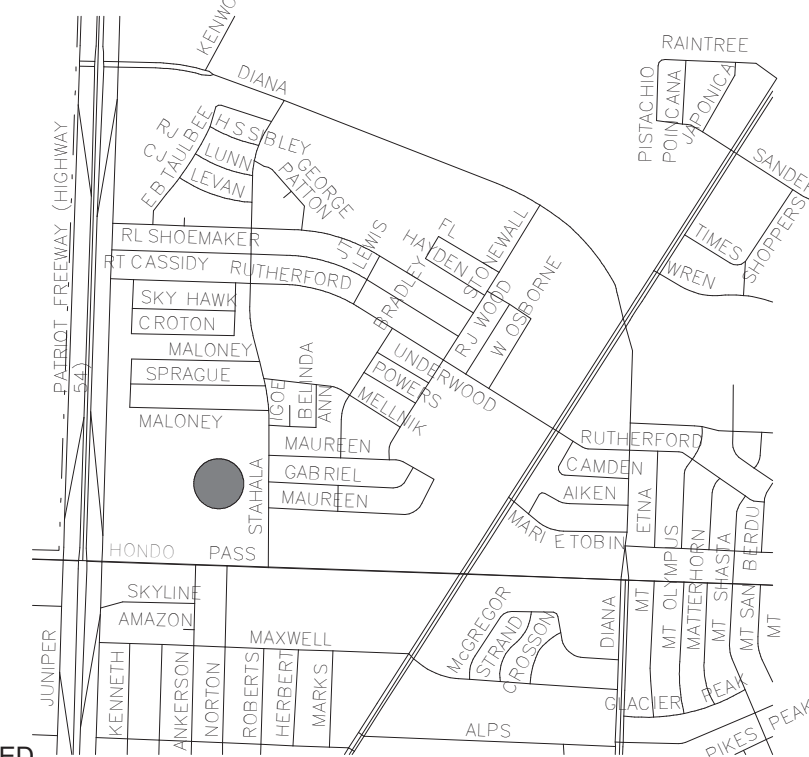 KENWO
RAINTREE
DIANA
PISTACHIO
POINCANA
JAPONICA
RJ
CJ
EB TAULBEE
H S SIBLEY
LUNN
LEVAN
GEORGE
PATTON
SANDER
SHOPPERS
TIMES
WREN
PATRIOT FREEWAY (HIGHWAY
54)
RL SHOEMAKER
RT CASSIDY
RUTHERFORD
JT
LEWIS
FL
HAYDEN
STONEWALL
BRADLEY
RJ WOOD
W OSBORNE
SKY HAWK
CROTON
MALONEY
SPRAGUE
MALONEY
IGOE
BELINDA
ANN
UNDERWOOD
POWERS
MELLNIK
MAUREEN
GABRIEL
MAUREEN
STAHALA
RUTHERFORD
CAMDEN
AIKEN
MARIE TOBIN
ETNA
MT
MT OLYMPUS
MATTERHORN
MT SHASTA
MT SAN BERDU
MT
HONDO PASS
SKYLINE
AMAZON
MAXWELL
JUNIPER
KENNETH
ANKERSON
NORTON
ROBERTS
HERBERT
MARKS
McGREGOR
STRAND
CROSSON
DIANA
GLACIER PEAK
ALPS
PIKES PEAK
ED